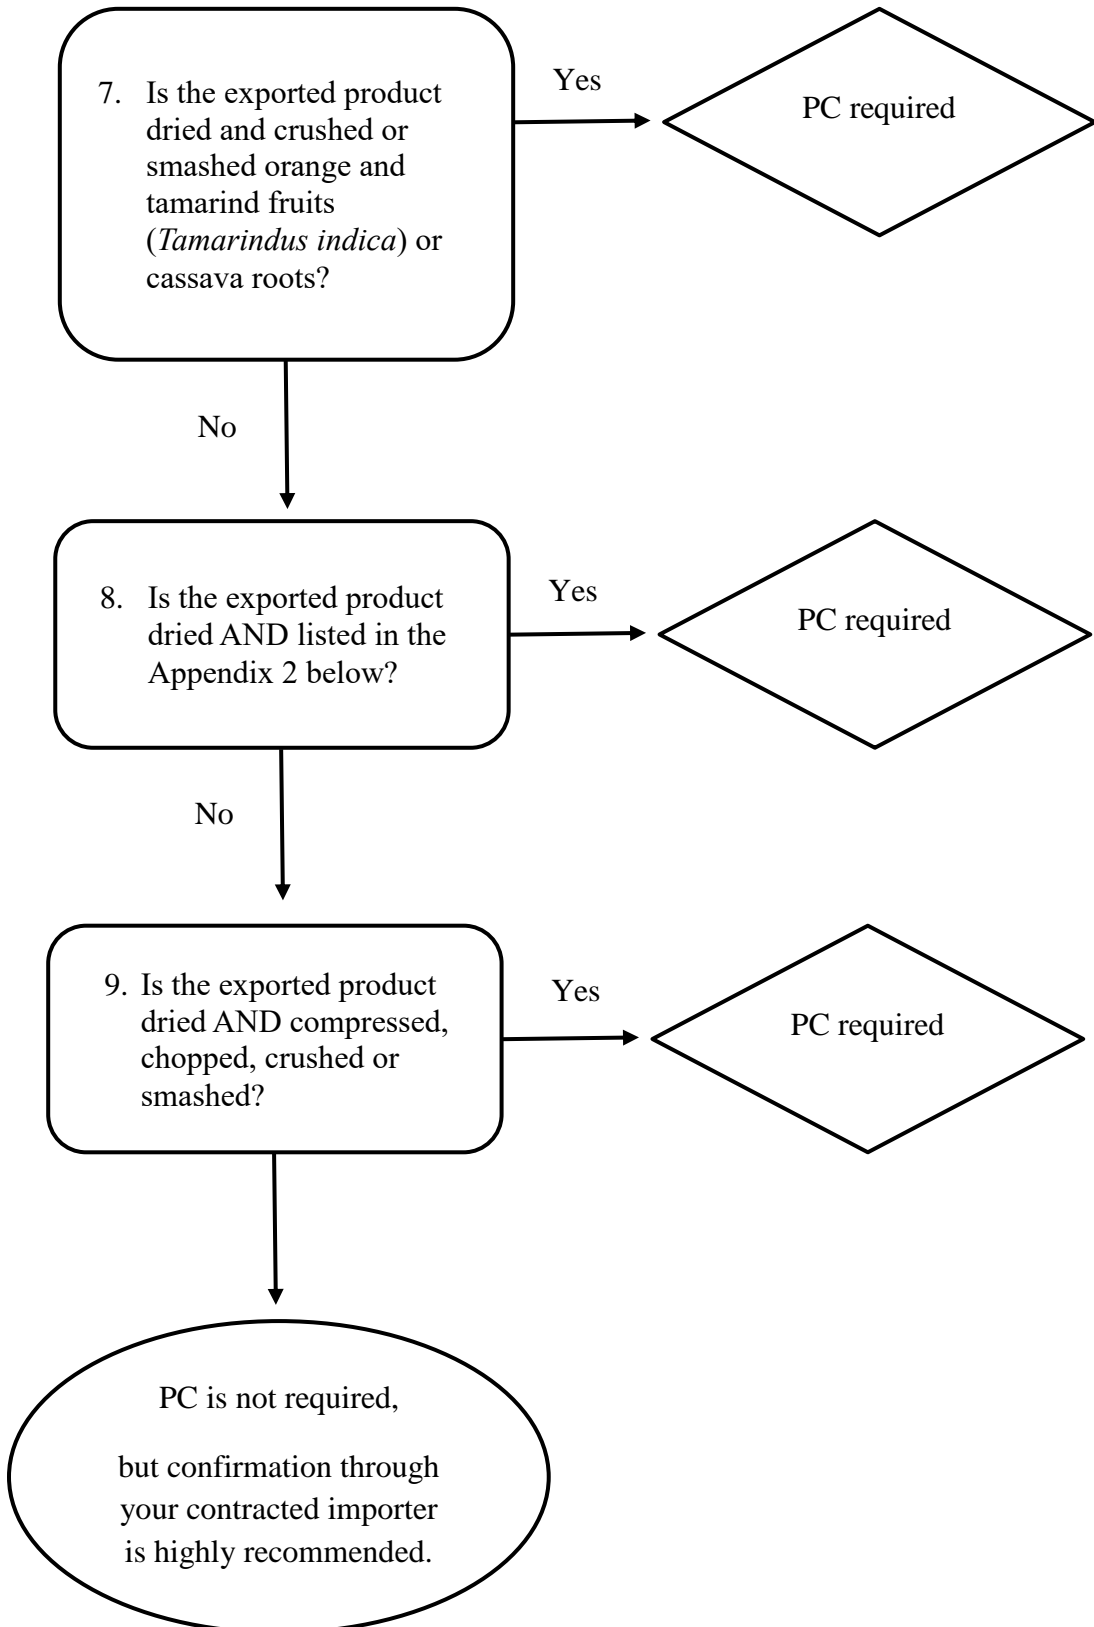 7. Is the exported product
dried and crushed or
smashed orange and
tamarind fruits
(Tamarindus indica) or
cassava roots?
Yes
PC required
No
8. Is the exported product
dried AND listed in the
Appendix 2 below?
Yes
PC required
No
9. Is the exported product
dried AND compressed,
chopped, crushed or
smashed?
Yes
PC required
PC is not required,
but confirmation through
your contracted importer
is highly recommended.